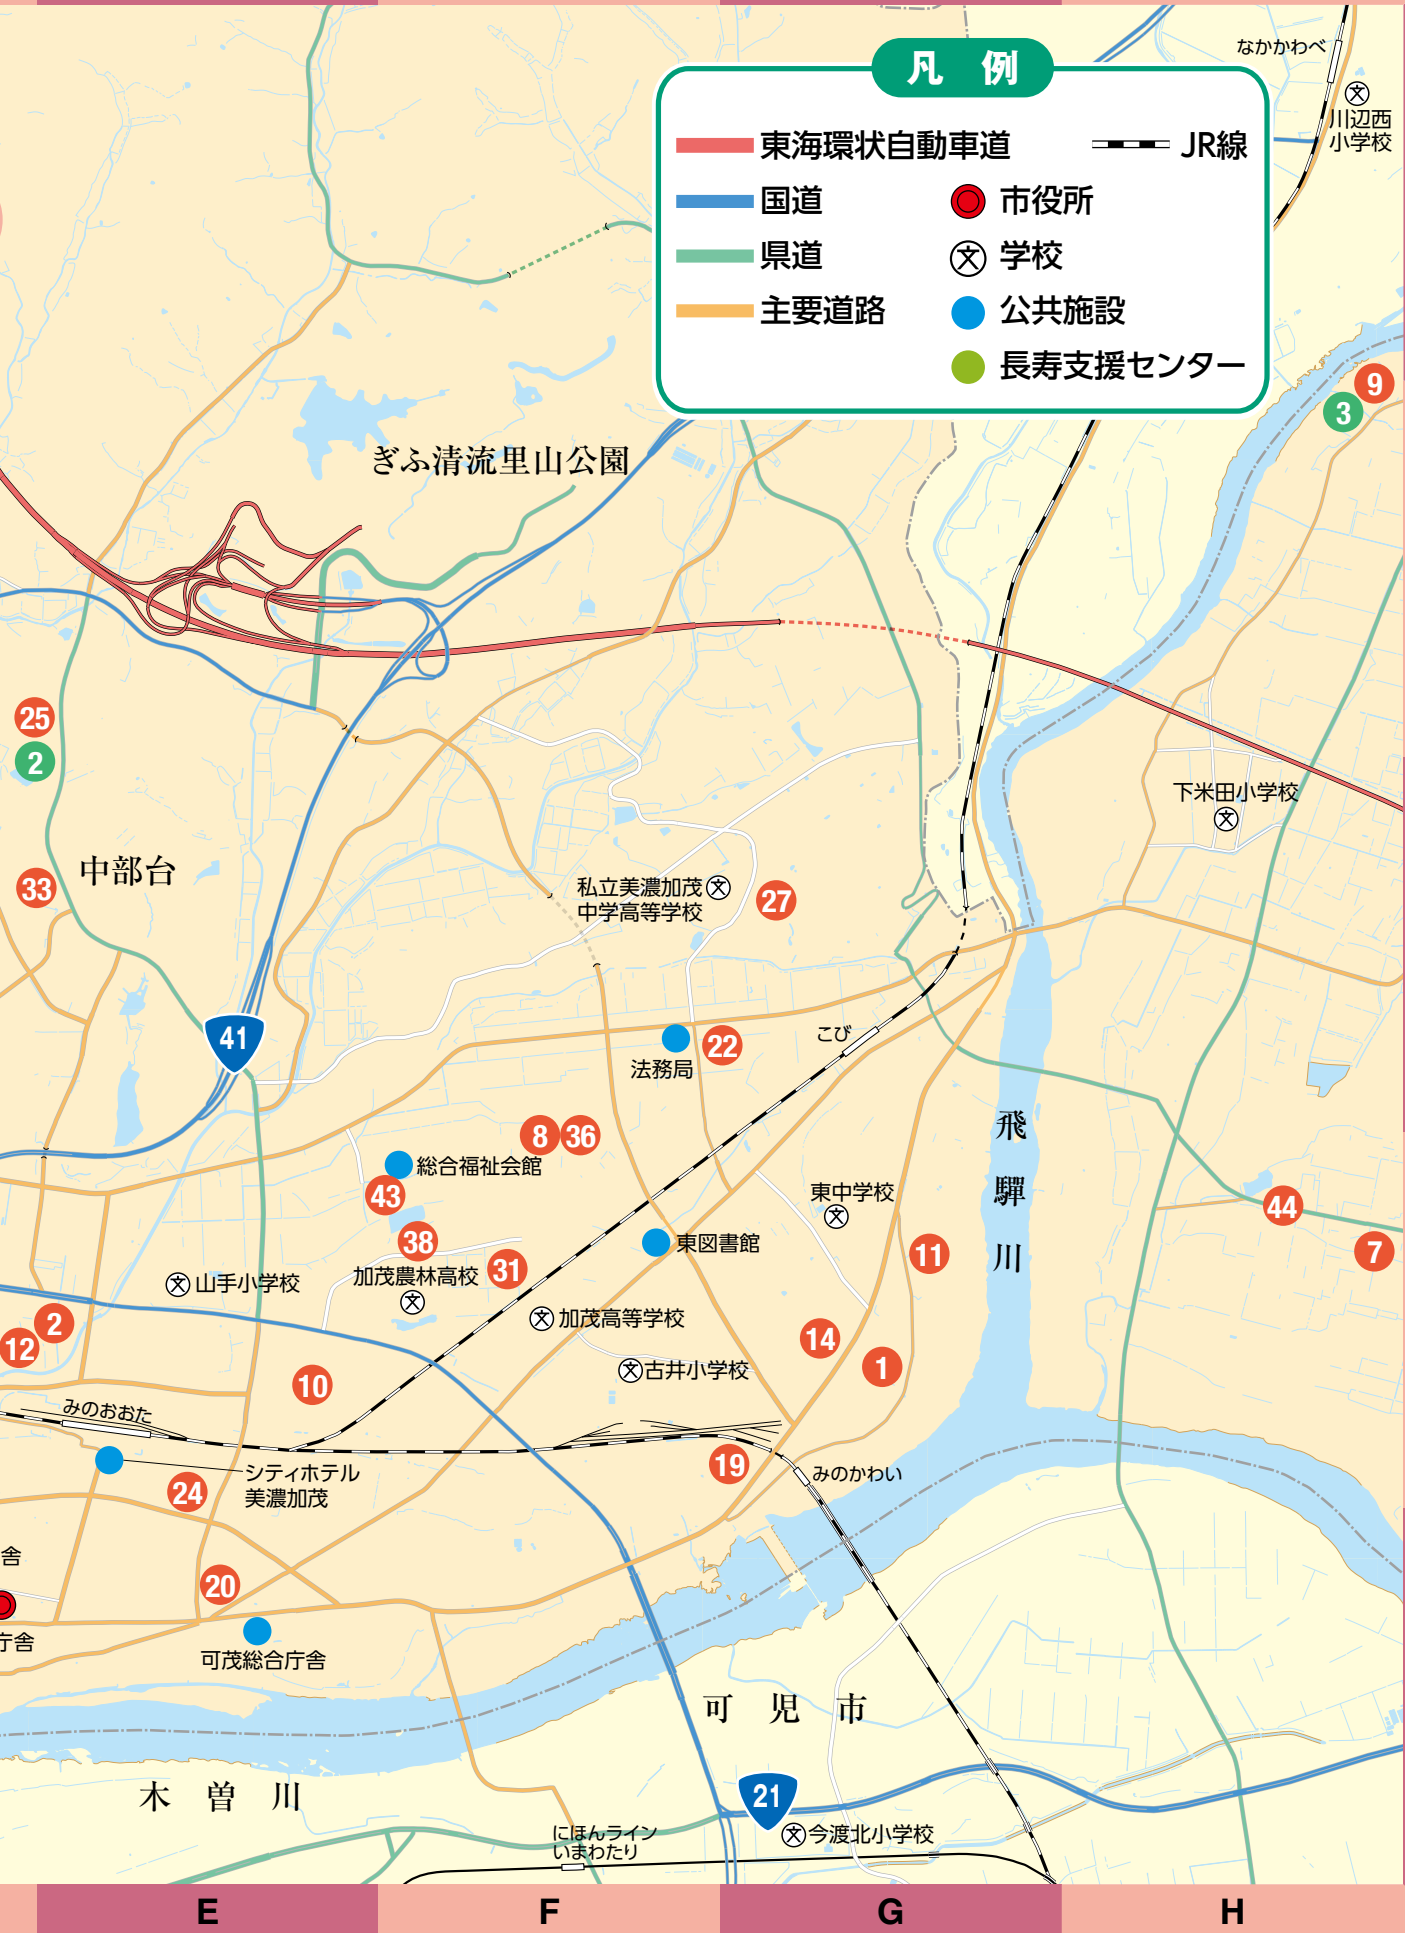 凡 例
東海環状自動車道
JR線
国道
市役所
県道
学校
主要道路
公共施設
長寿支援センター
なかかわべ
川辺西
小学校
9
3
ぎふ清流里山公園
25
2
下米田小学校
中部台
33
私立美濃加茂
中学高等学校
27
41
法務局
22
こび
飛驒川
8
36
総合福祉会館
43
東中学校
44
38
東図書館
11
7
加茂農林高校
31
山手小学校
加茂高等学校
2
12
14
1
古井小学校
10
みのおおた
シティホテル
美濃加茂
24
19
みのかわい
舎
20
庁舎
可茂総合庁舎
可児市
木曽川
21
にほんライン
いまわたり
今渡北小学校
E
F
G
H